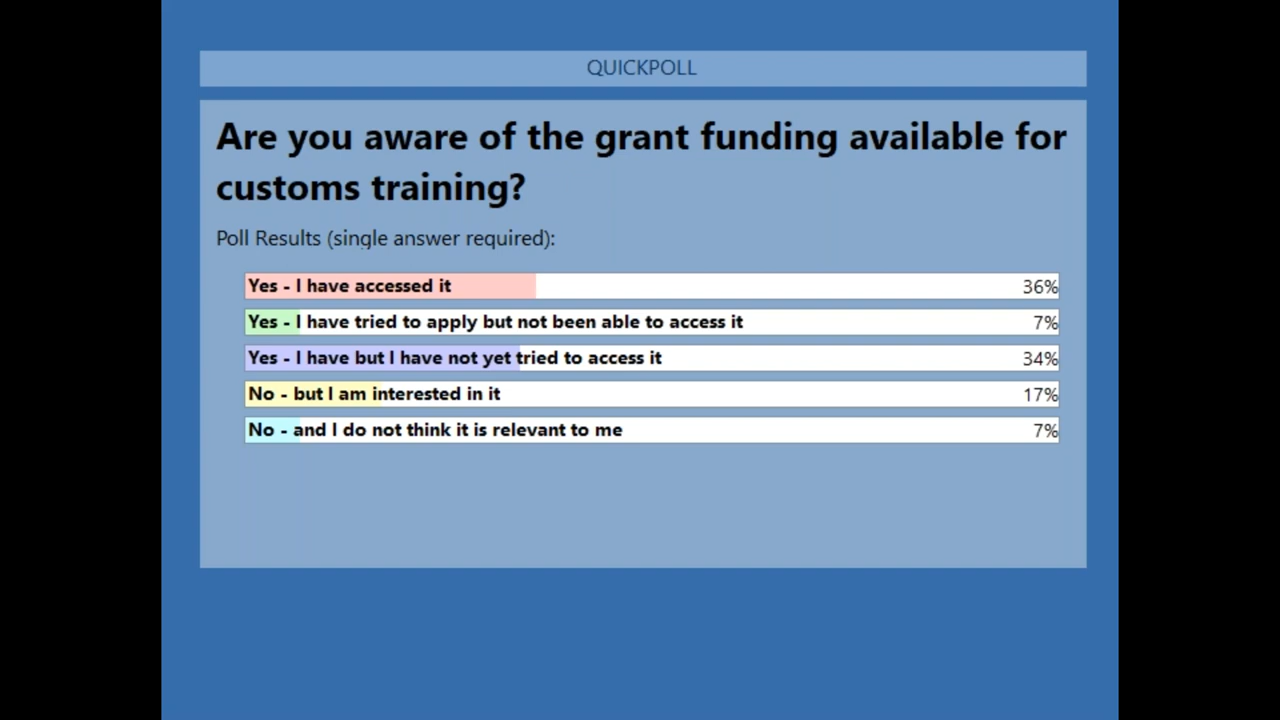 QUICKPOLL
Are you aware of the grant funding available for
customs training?
Poll Results (single answer required):
Yes - I have accessed it 36%
Yes - I have tried to apply but not been able to access it 7%
Yes - I have but I have not yet tried to access it 34%
No - but I am interested in it 17%
No - and I do not think it is relevant to me 7%